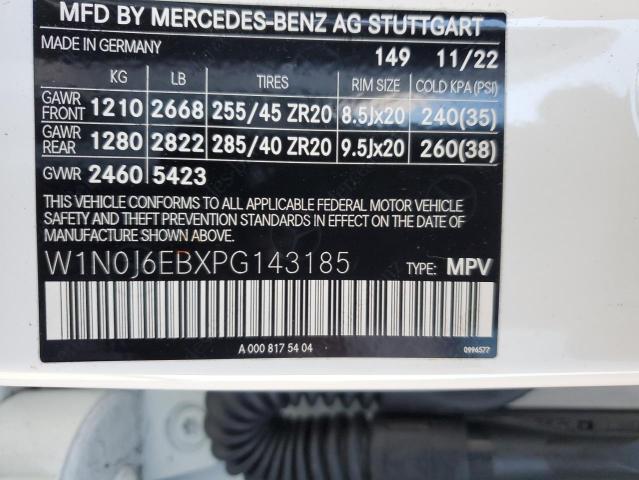 MFD BY MERCEDES-BENZ AG STUTTGART
MADE IN GERMANY 149 11/22
KG LB TIRES RIM SIZE COLD KPA (PSI)
GAWR FRONT 1210 2668 255/45 ZR20 8.5Jx20 240(35)
GAWR REAR 1280 2822 285/40 ZR20 9.5Jx20 260(38)
GVWR 2460 5423
THIS VEHICLE CONFORMS TO ALL APPLICABLE FEDERAL MOTOR VEHICLE
SAFETY AND THEFT PREVENTION STANDARDS IN EFFECT ON THE DATE OF
MANUFACTURE SHOWN ABOVE.
W1N0J6EBXPG143185 TYPE: MPV
A 000 817 54 04 0996577